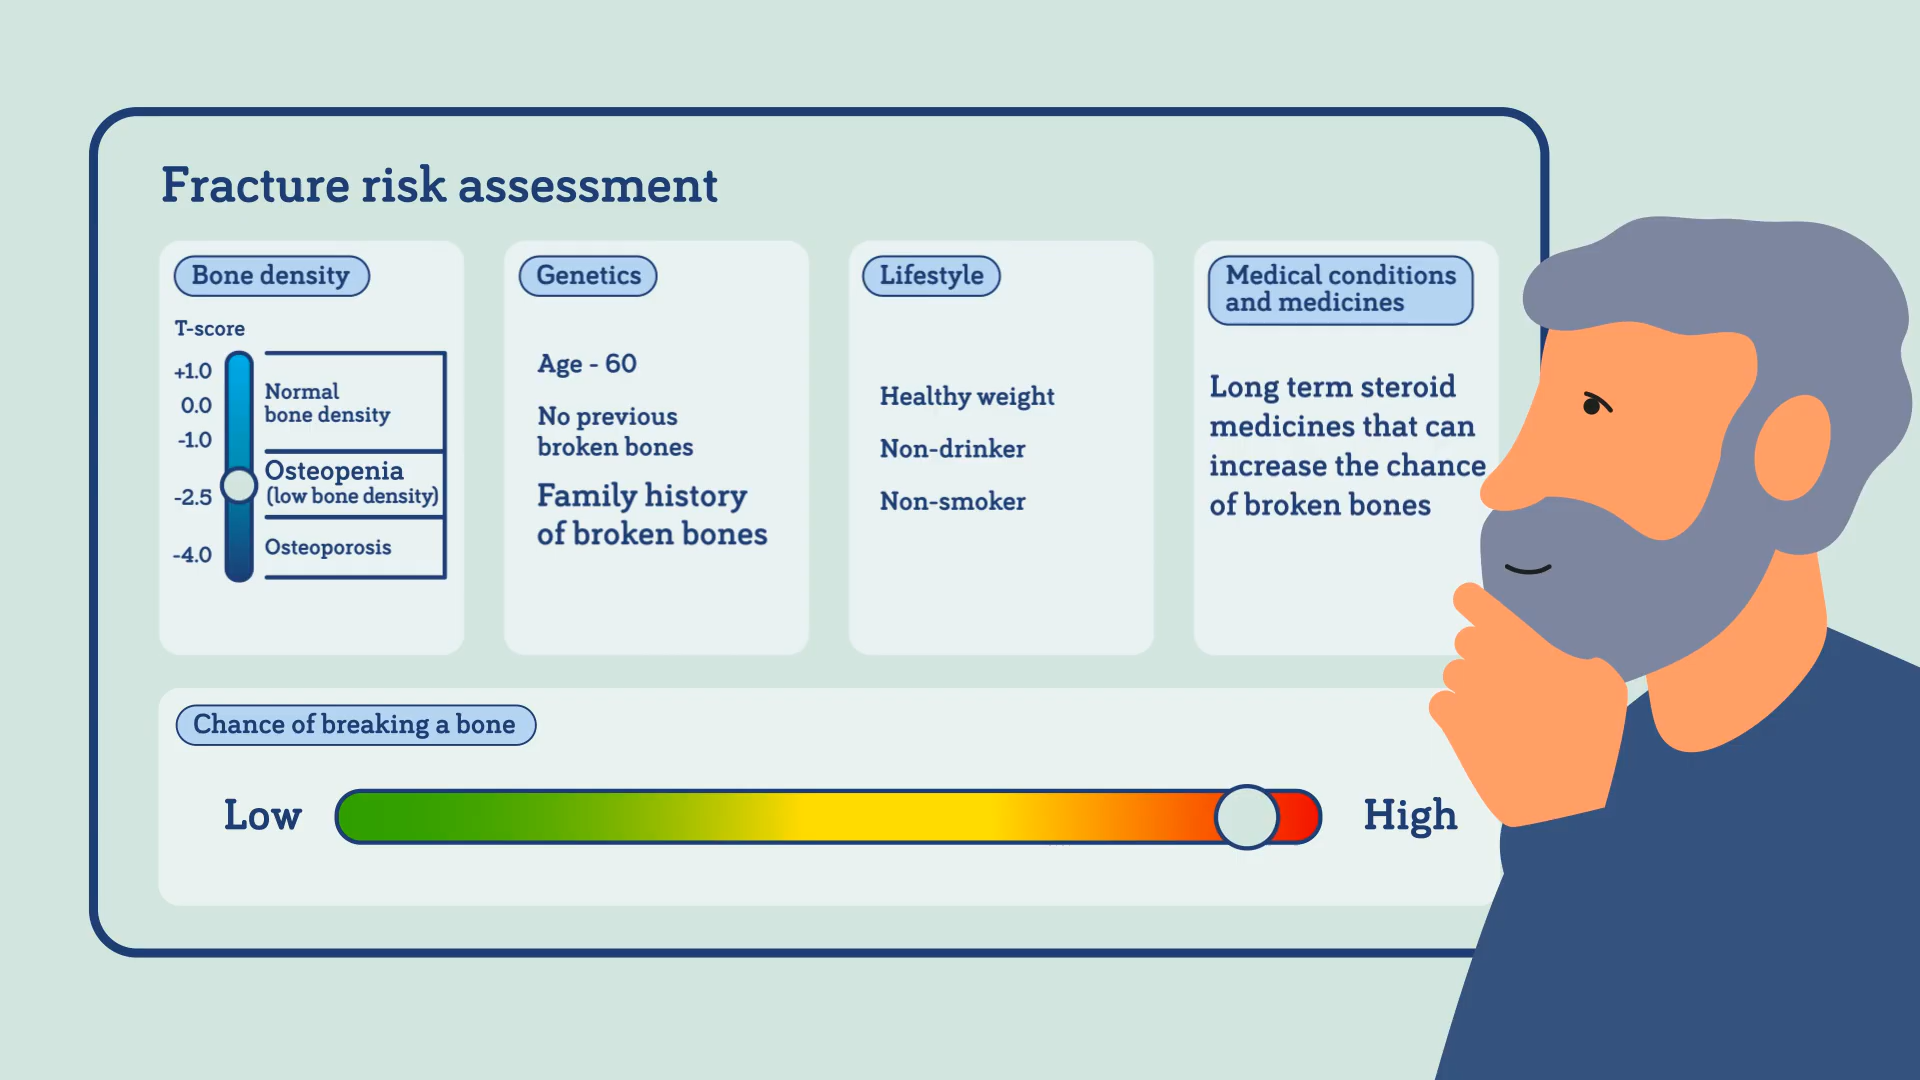 Fracture risk assessment
Bone density
T-score
+1.0
0.0
-1.0
-2.5
-4.0
Normal
bone density
Osteopenia
(low bone density)
Osteoporosis
Genetics
Age - 60
No previous
broken bones
Family history
of broken bones
Lifestyle
Healthy weight
Non-drinker
Non-smoker
Medical conditions
and medicines
Long term steroid
medicines that can
increase the chance
of broken bones
Chance of breaking a bone
Low
High